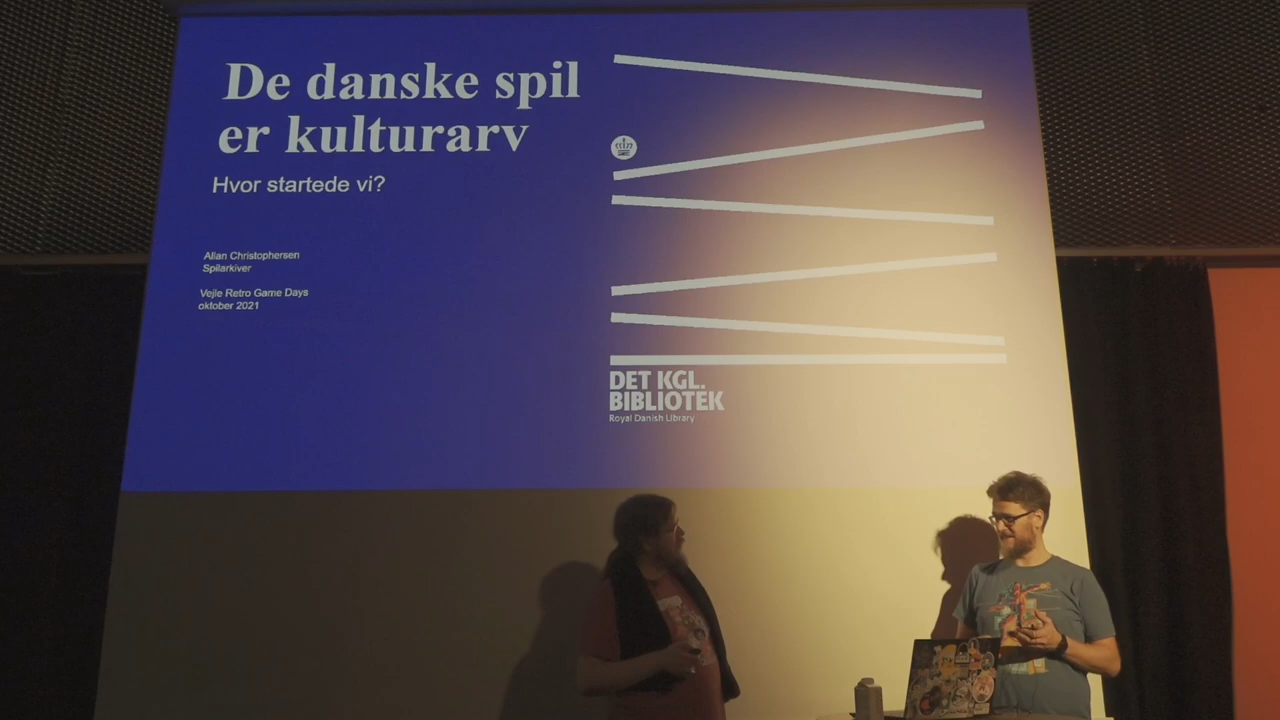 De danske spil
er kulturarv
Hvor startede vi?
Allan Christophersen
Spilarkiver
Vejle Retro Game Days
oktober 2021
DET KGL.
BIBLIOTEK
Royal Danish Library